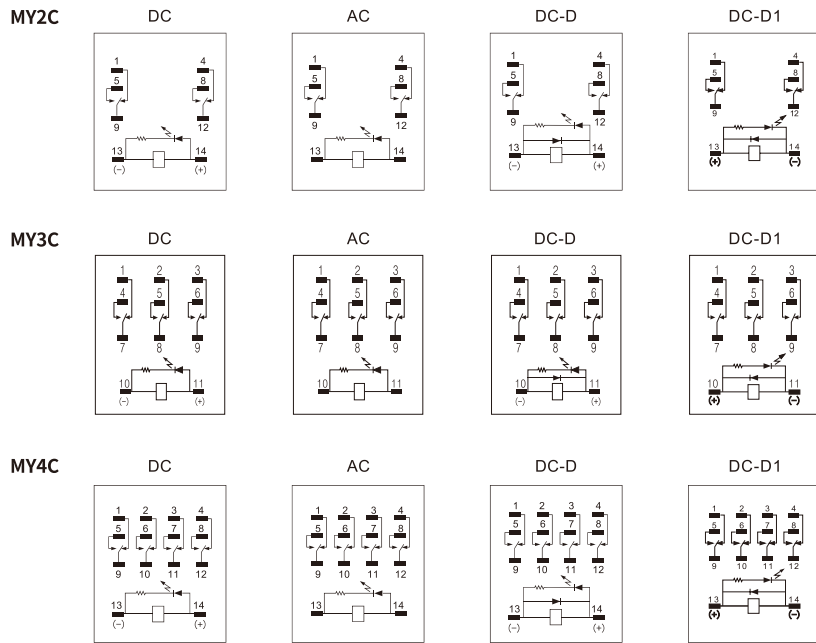 MY2C DC AC DC-D DC-D1
1 4 1 4 1 4 1 4
5 8 5 8 5 8 5 8
9 12 9 12 9 12 9 12
13 14 13 14 13 14 13 14
(-) (+) (-) (+) (+) (-)
MY3C DC AC DC-D DC-D1
1 2 3 1 2 3 1 2 3 1 2 3
4 5 6 4 5 6 4 5 6 4 5 6
7 8 9 7 8 9 7 8 9 7 8 9
10 11 10 11 10 11 10 11
(-) (+) (-) (+) (+) (-)
MY4C DC AC DC-D DC-D1
1 2 3 4 1 2 3 4 1 2 3 4 1 2 3 4
5 6 7 8 5 6 7 8 5 6 7 8 5 6 7 8
9 10 11 12 9 10 11 12 9 10 11 12 9 10 11 12
13 14 13 14 13 14 13 14
(-) (+) (-) (+) (+) (-)